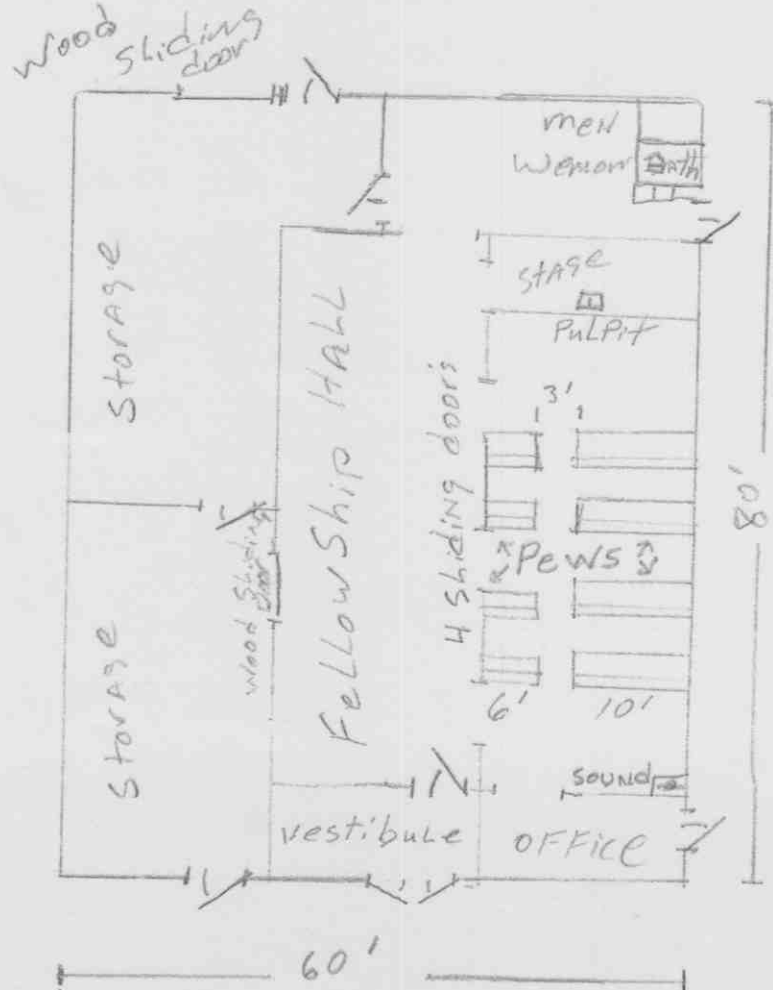 Wood
Sliding
door
men
Wemon Bath
Storage
Stage
Pulpit
Fellowship Hall
4 Sliding doors
3'
80'
Wood Sliding
door
Pews
Storage
6' 10'
Sound
Vestibule
Office
60'